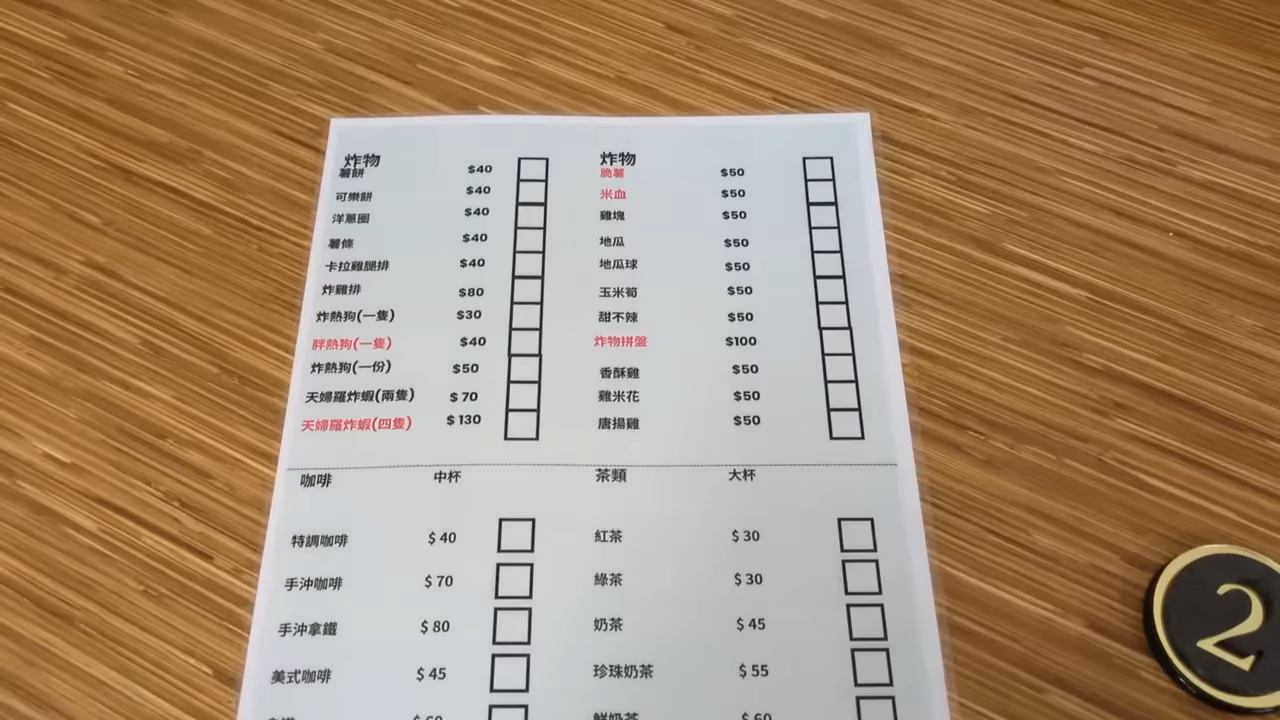 炸物 炸物
薯餅 $40 脆薯 $50
可樂餅 $40 米血 $50
洋蔥圈 $40 雞塊 $50
薯條 $40 地瓜 $50
卡拉雞腿排 $40 地瓜球 $50
炸雞排 $80 玉米筍 $50
炸熱狗(一隻) $30 甜不辣 $50
胖熱狗(一隻) $40 炸物拼盤 $100
炸熱狗(一份) $50 香酥雞 $50
天婦羅炸蝦(兩隻) $ 70 雞米花 $50
天婦羅炸蝦(四隻) $ 130 唐揚雞 $50
咖啡 中杯 茶類 大杯
特調咖啡 $ 40 紅茶 $ 30
手沖咖啡 $ 70 綠茶 $ 30
手沖拿鐵 $ 80 奶茶 $ 45
美式咖啡 $ 45 珍珠奶茶 $ 55
鮮奶茶 $ 60
2